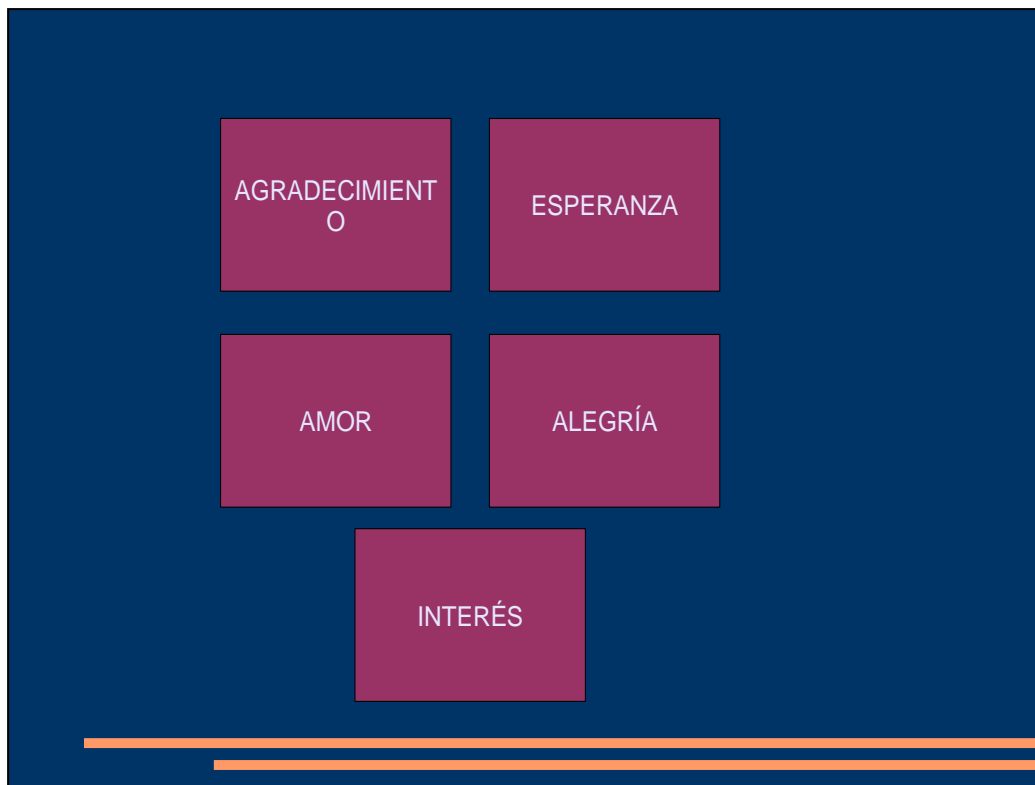 AGRADECIMIENT
O
ESPERANZA
AMOR
ALEGRÍA
INTERÉS